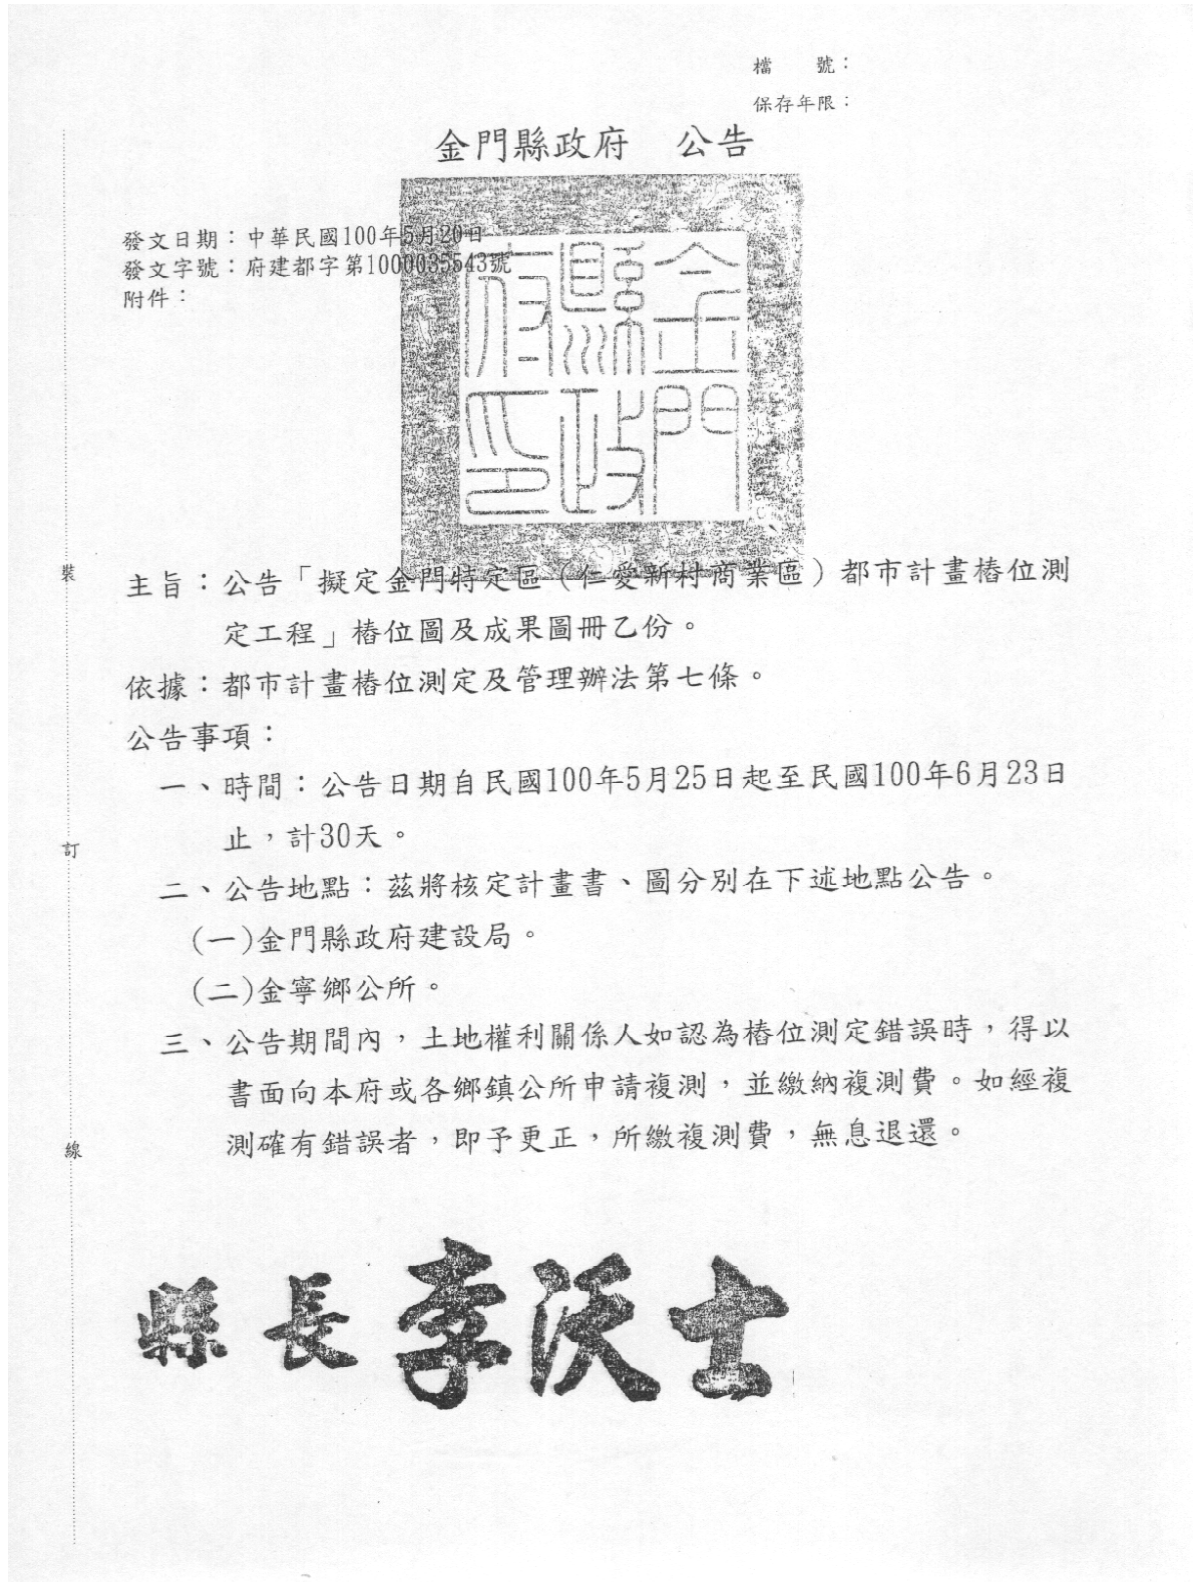 檔　　號：
保存年限：
金門縣政府　公告
發文日期：中華民國100年5月20日
發文字號：府建都字第1000035543號
附件：
金門縣政府印
主旨：公告「擬定金門特定區（仁愛新村商業區）都市計畫樁位測
定工程」樁位圖及成果圖冊乙份。
依據：都市計畫樁位測定及管理辦法第七條。
公告事項：
一、時間：公告日期自民國100年5月25日起至民國100年6月23日
止，計30天。
二、公告地點：茲將核定計畫書、圖分別在下述地點公告。
(一)金門縣政府建設局。
(二)金寧鄉公所。
三、公告期間內，土地權利關係人如認為樁位測定錯誤時，得以
書面向本府或各鄉鎮公所申請複測，並繳納複測費。如經複
測確有錯誤者，即予更正，所繳複測費，無息退還。
裝
訂
線
縣長李沃士